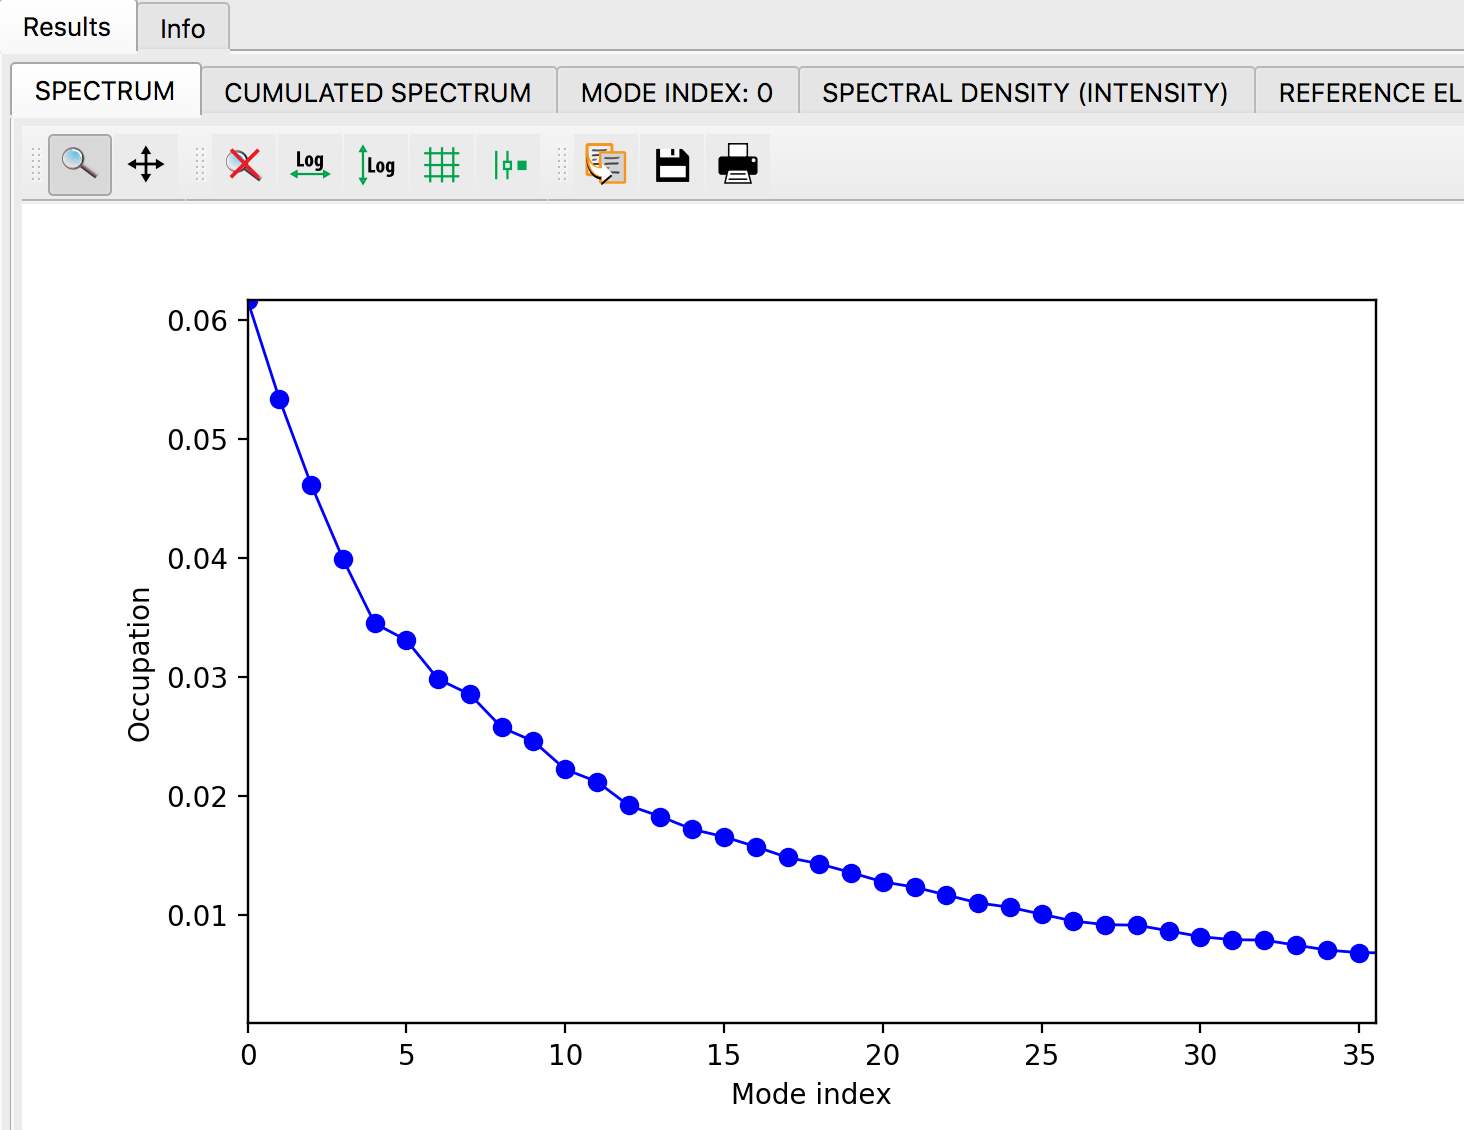 Results Info
SPECTRUM CUMULATED SPECTRUM MODE INDEX: 0 SPECTRAL DENSITY (INTENSITY) REFERENCE EL
Log Log
0.06
0.05
0.04
0.03
0.02
0.01
Occupation
0 5 10 15 20 25 30 35
Mode index